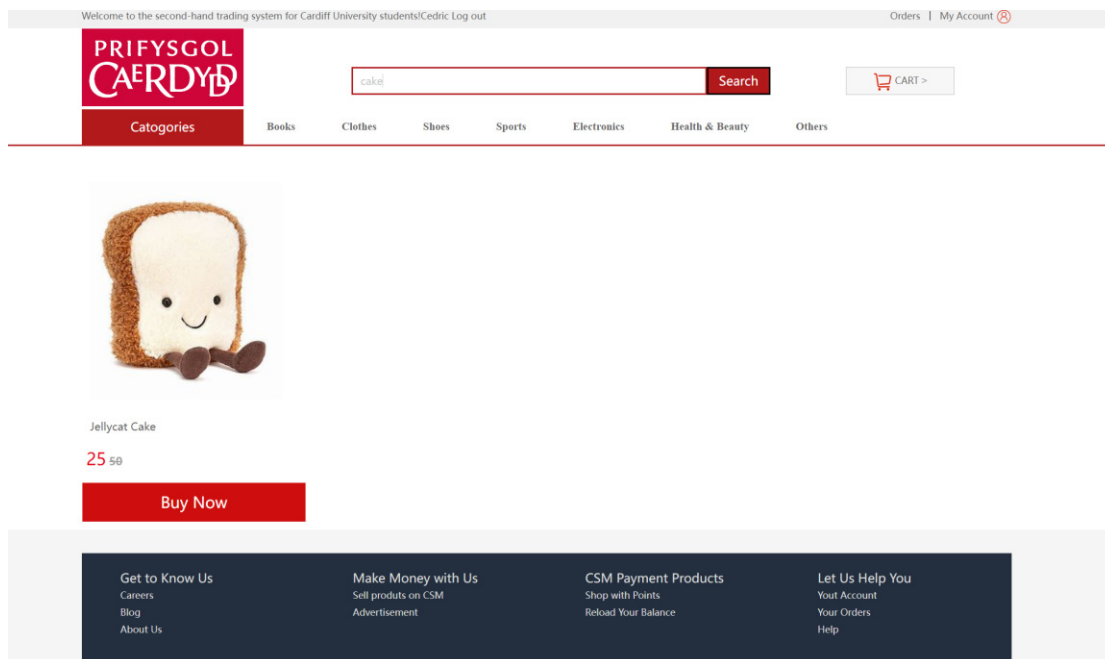 Welcome to the second-hand trading system for Cardiff University students!Cedric Log out
Orders | My Account
PRIFYSGOL
CAERDYDD
cake
Search
CART >
Catogories
Books
Clothes
Shoes
Sports
Electronics
Health & Beauty
Others
Jellycat Cake
25 50
Buy Now
Get to Know Us
Careers
Blog
About Us
Make Money with Us
Sell produts on CSM
Advertisement
CSM Payment Products
Shop with Points
Reload Your Balance
Let Us Help You
Yout Account
Your Orders
Help